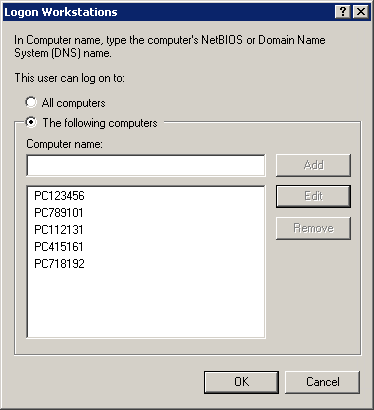 Logon Workstations
In Computer name, type the computer's NetBIOS or Domain Name
System (DNS) name.
This user can log on to:
All computers
The following computers
Computer name:
Add
PC123456
PC789101
PC112131
PC415161
PC718192
Edit
Remove
OK
Cancel